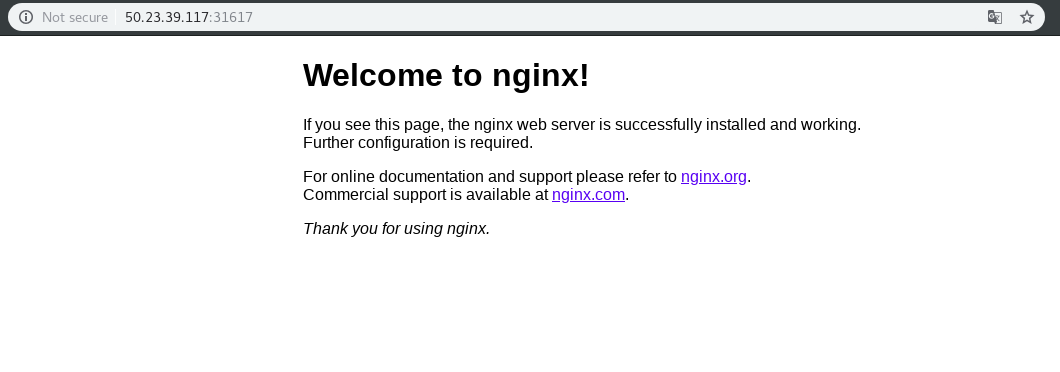 Not secure 50.23.39.117:31617
Welcome to nginx!
If you see this page, the nginx web server is successfully installed and working.
Further configuration is required.
For online documentation and support please refer to nginx.org.
Commercial support is available at nginx.com.
Thank you for using nginx.